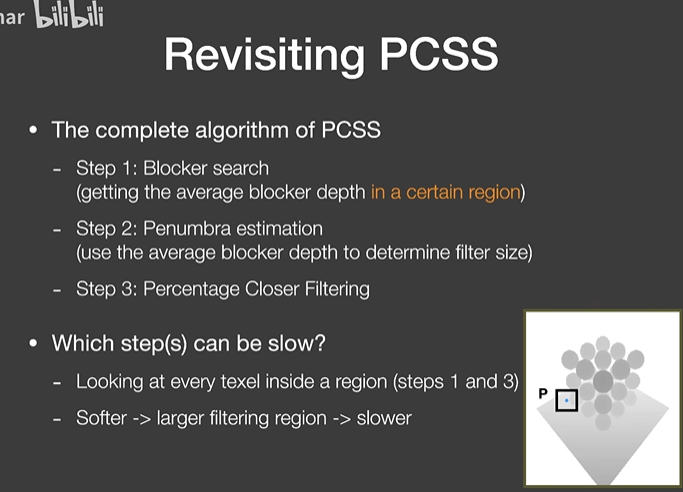 nar bilibili
Revisiting PCSS
• The complete algorithm of PCSS
- Step 1: Blocker search
(getting the average blocker depth in a certain region)
- Step 2: Penumbra estimation
(use the average blocker depth to determine filter size)
- Step 3: Percentage Closer Filtering
• Which step(s) can be slow?
- Looking at every texel inside a region (steps 1 and 3)
- Softer -> larger filtering region -> slower
P